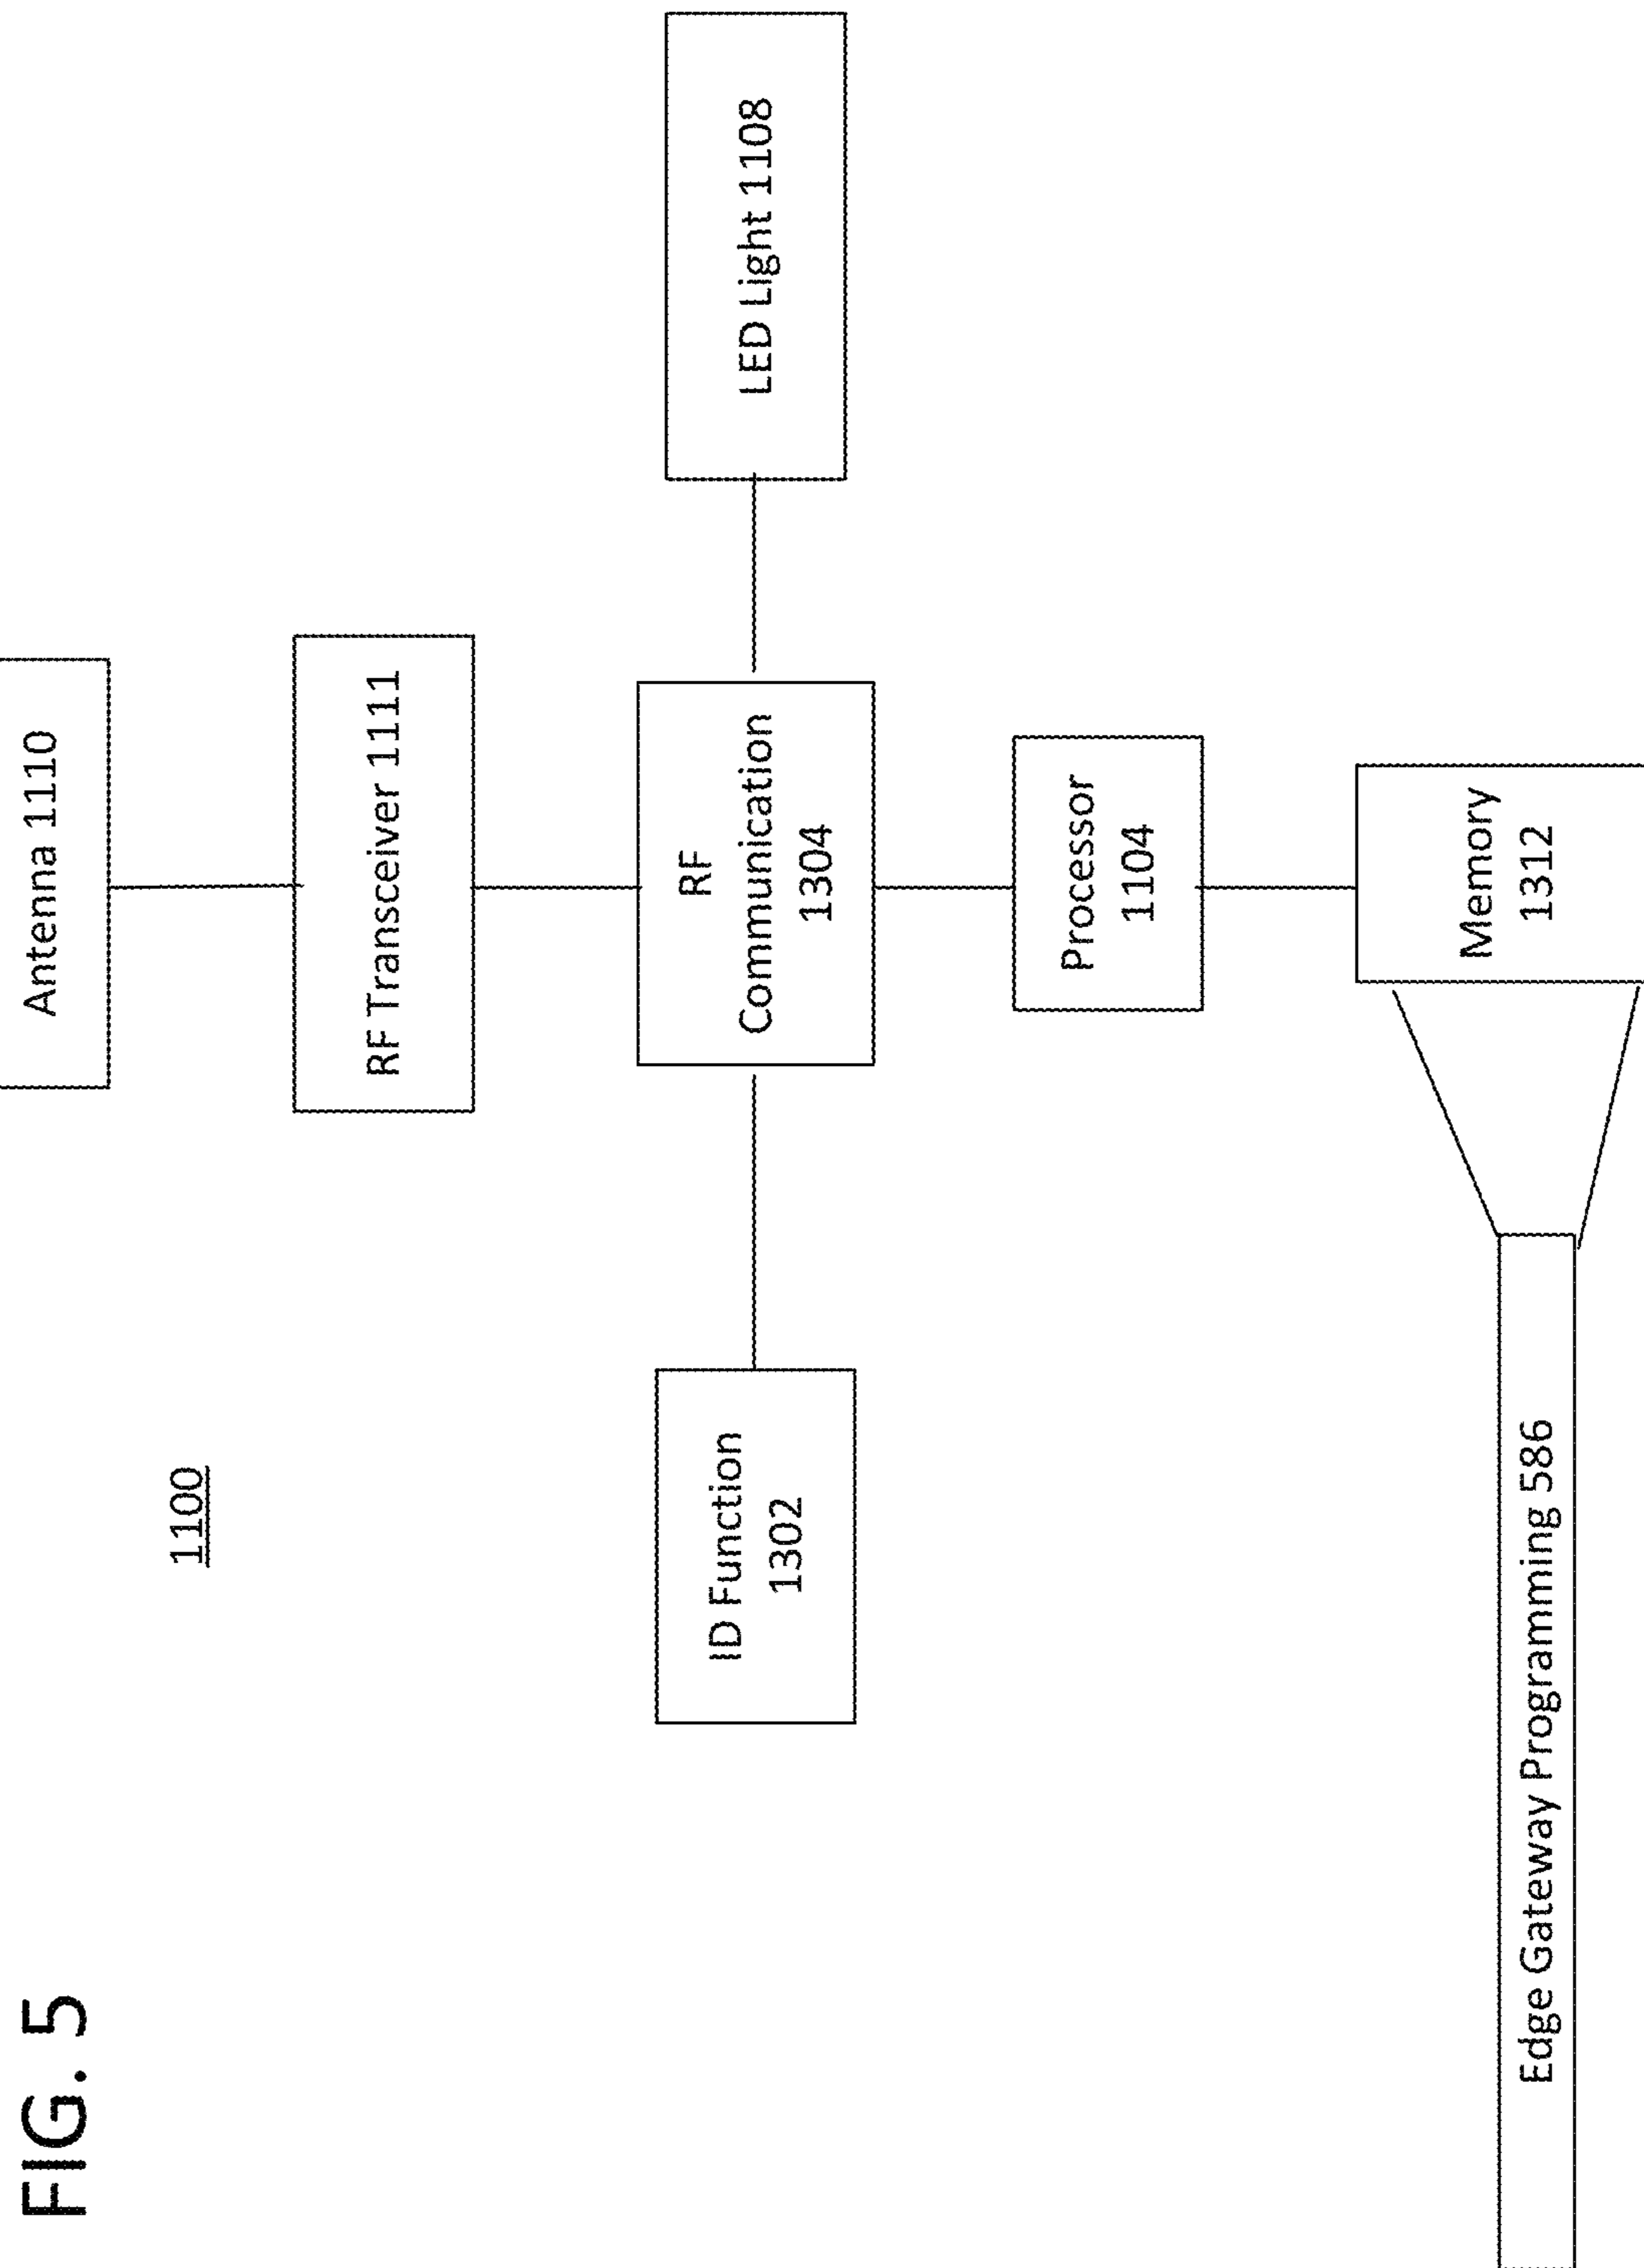 FIG. 5
1100
Antenna 1110
RF Transceiver 1111
ID Function
1302
RF
Communication
1304
LED Light 1108
Processor
1104
Memory
1312
Edge Gateway Programming 586